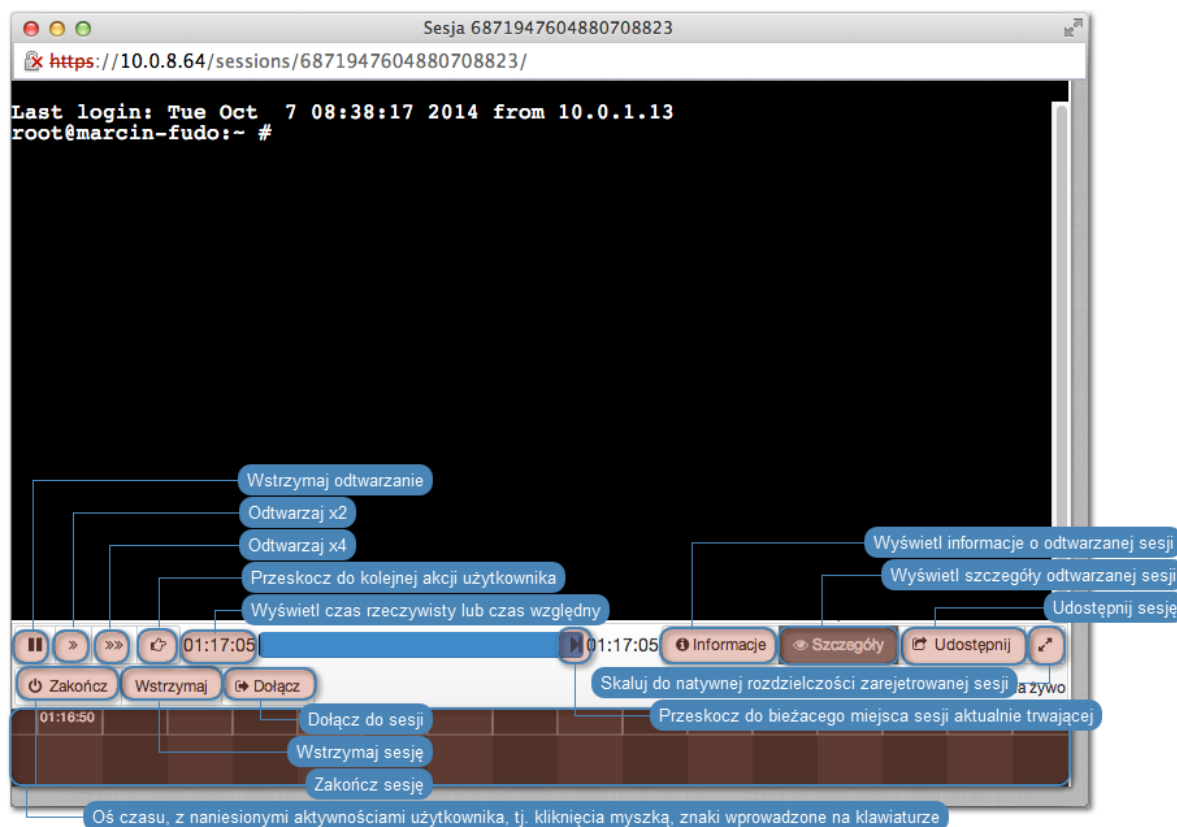 Sesja 6871947604880708823
https://10.0.8.64/sessions/6871947604880708823/
Last login: Tue Oct  7 08:38:17 2014 from 10.0.1.13
root@marcin-fudo:~ #
Wstrzymaj odtwarzanie
Odtwarzaj x2
Odtwarzaj x4
Wyświetl informacje o odtwarzanej sesji
Przeskocz do kolejnej akcji użytkownika
Wyświetl szczegóły odtwarzanej sesji
Wyświetl czas rzeczywisty lub czas względny
Udostępnij sesję
01:17:05 01:17:05 Informacje Szczegóły Udostępnij
Zakończ Wstrzymaj Dołącz
Skaluj do natywnej rozdzielczości zarejetrowanej sesji
a żywo
01:16:50
Dołącz do sesji
Przeskocz do bieżacego miejsca sesji aktualnie trwającej
Wstrzymaj sesję
Zakończ sesję
Oś czasu, z naniesionymi aktywnościami użytkownika, tj. kliknięcia myszką, znaki wprowadzone na klawiaturze